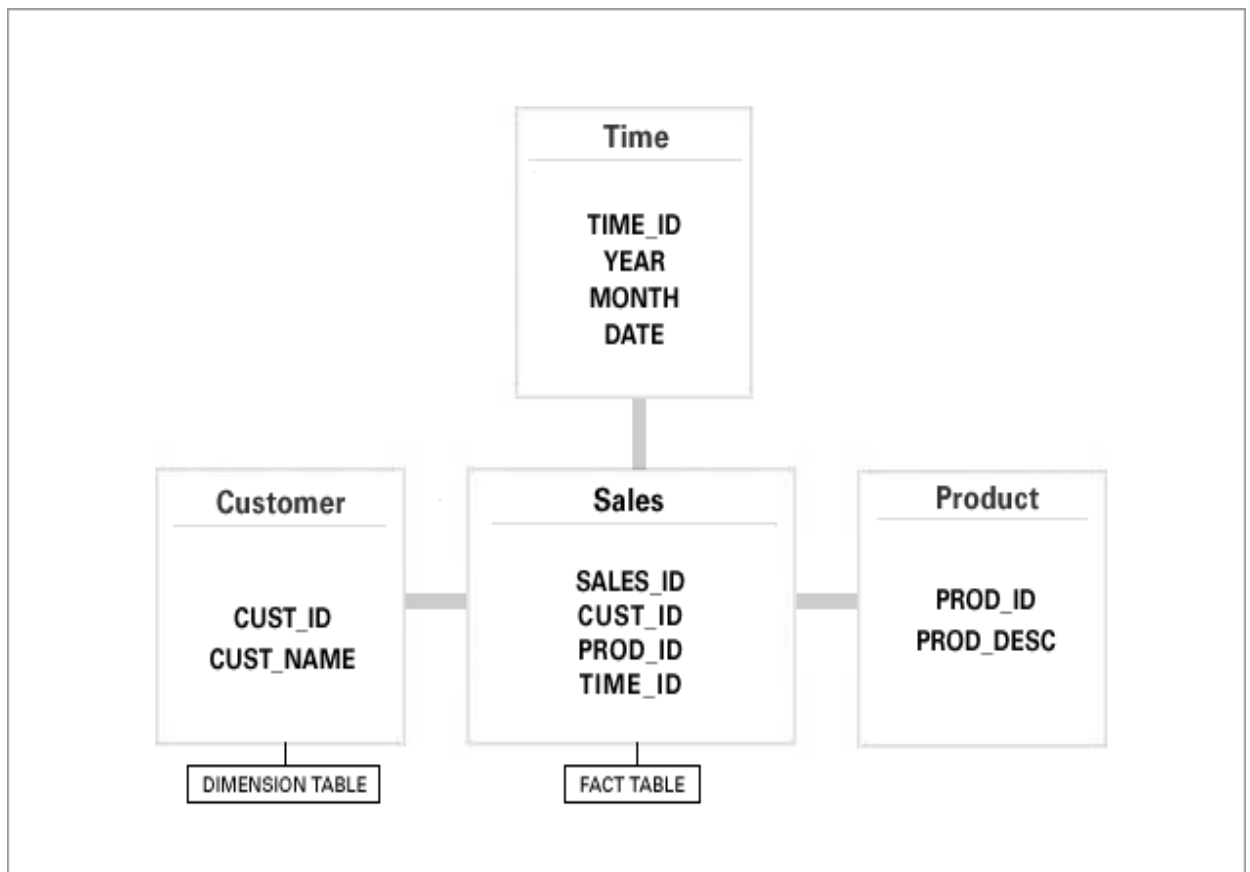 Time
TIME_ID
YEAR
MONTH
DATE
Customer
CUST_ID
CUST_NAME
DIMENSION TABLE
Sales
SALES_ID
CUST_ID
PROD_ID
TIME_ID
FACT TABLE
Product
PROD_ID
PROD_DESC